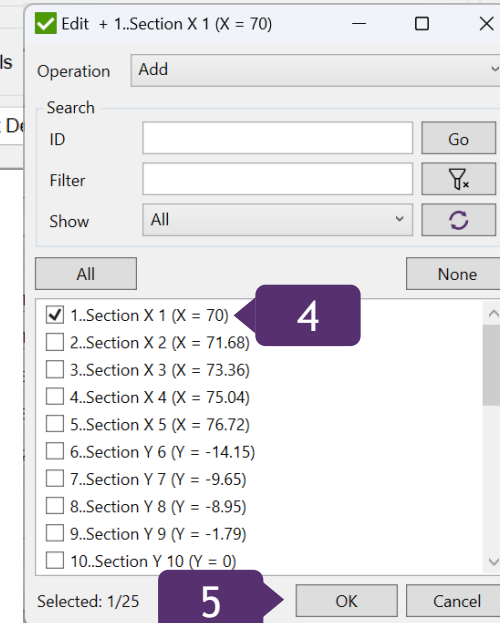 Edit + 1..Section X 1 (X = 70)
ls
Operation Add
Search
t De
ID Go
Filter
Show All
All None
1..Section X 1 (X = 70) 4
2..Section X 2 (X = 71.68)
3..Section X 3 (X = 73.36)
4..Section X 4 (X = 75.04)
5..Section X 5 (X = 76.72)
6..Section Y 6 (Y = -14.15)
7..Section Y 7 (Y = -9.65)
8..Section Y 8 (Y = -8.95)
9..Section Y 9 (Y = -1.79)
10..Section Y 10 (Y = 0)
Selected: 1/25 5 OK Cancel